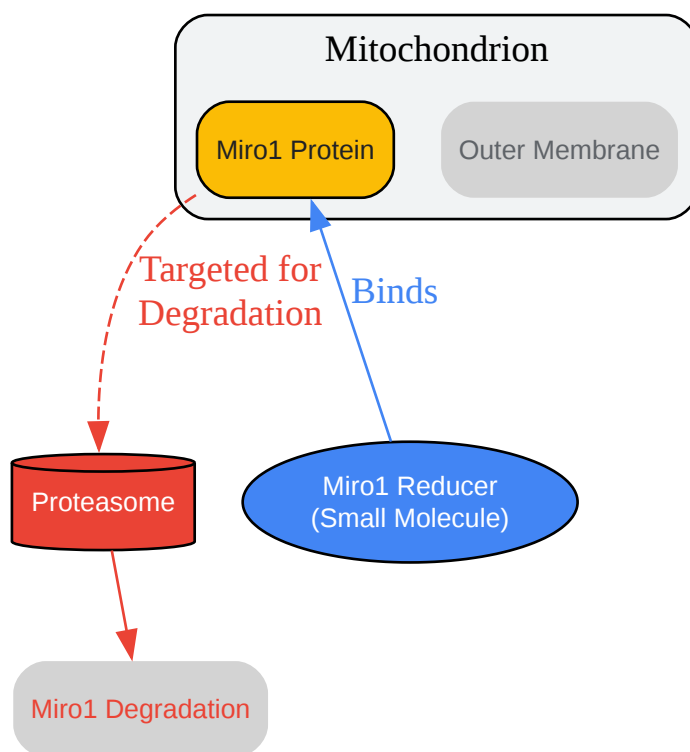 Mitochondrion
Miro1 Protein
Outer Membrane
Targeted for
Degradation
Binds
Proteasome
Miro1 Reducer
(Small Molecule)
Miro1 Degradation